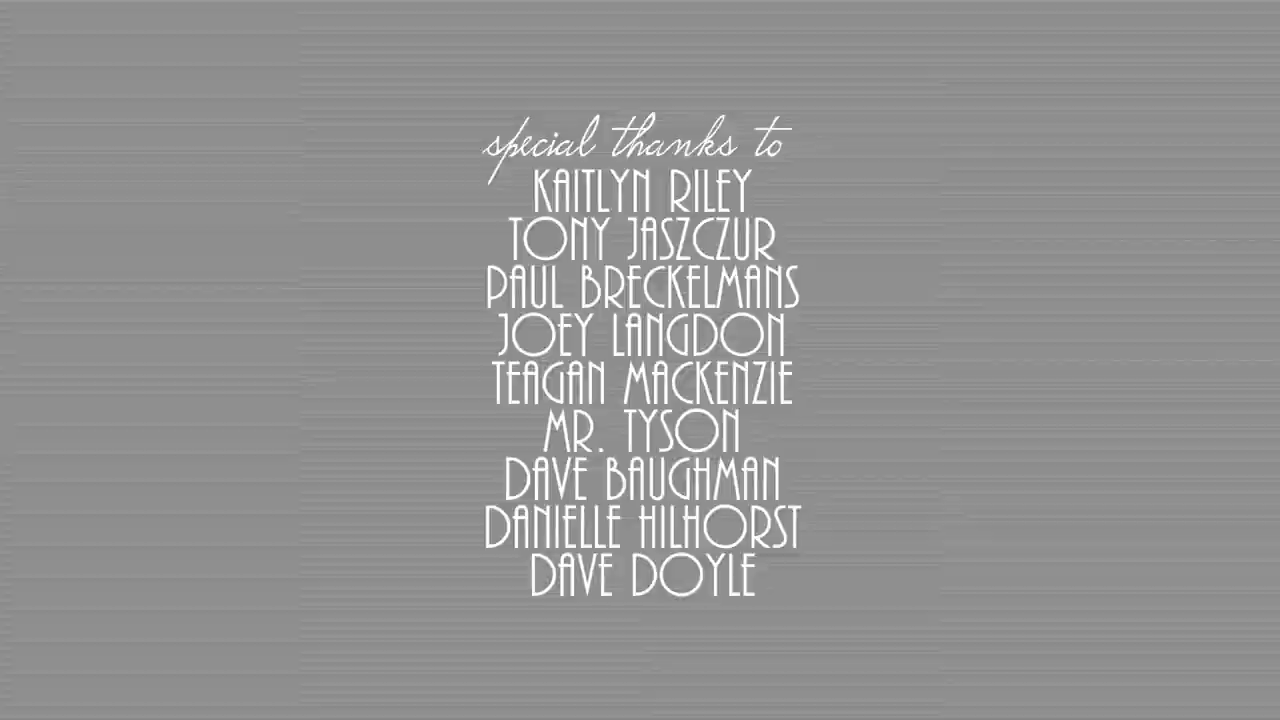 special thanks to
KAITLYN RILEY
TONY JASZCZUR
PAUL BRECKELMANS
JOEY LANGDON
TEAGAN MACKENZIE
MR. TYSON
DAVE BAUGHMAN
DANIELLE HILHORST
DAVE DOYLE